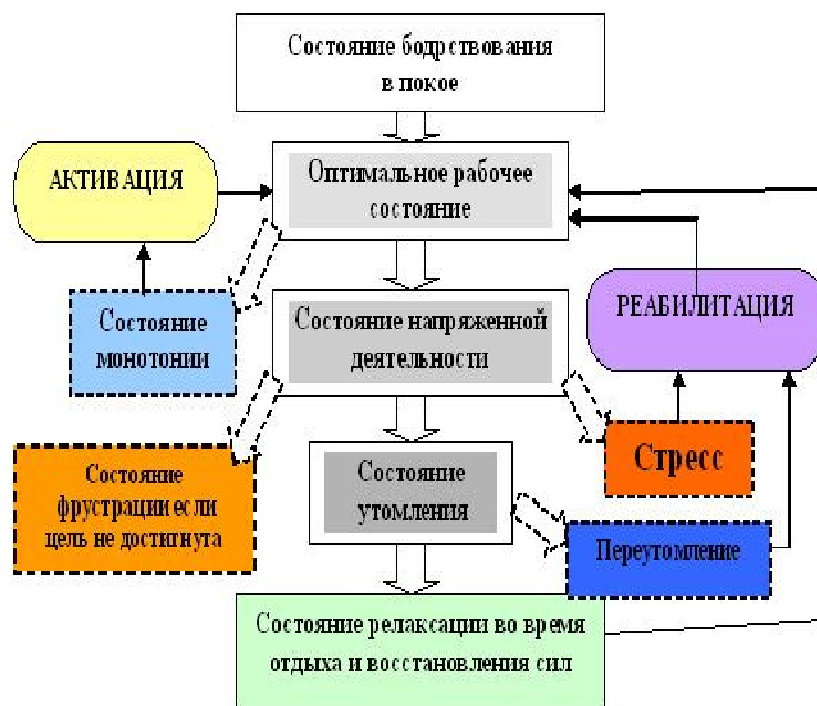 Состояние бодрствования
в покое
АКТИВАЦИЯ
Оптимальное рабочее
состояние
Состояние
монотонии
Состояние напряженной
деятельности
РЕАБИЛИТАЦИЯ
Состояние
фрустрации если
цель не достигнута
Состояние
утомления
Стресс
Переутомление
Состояние релаксации во время
отдыха и восстановления сил